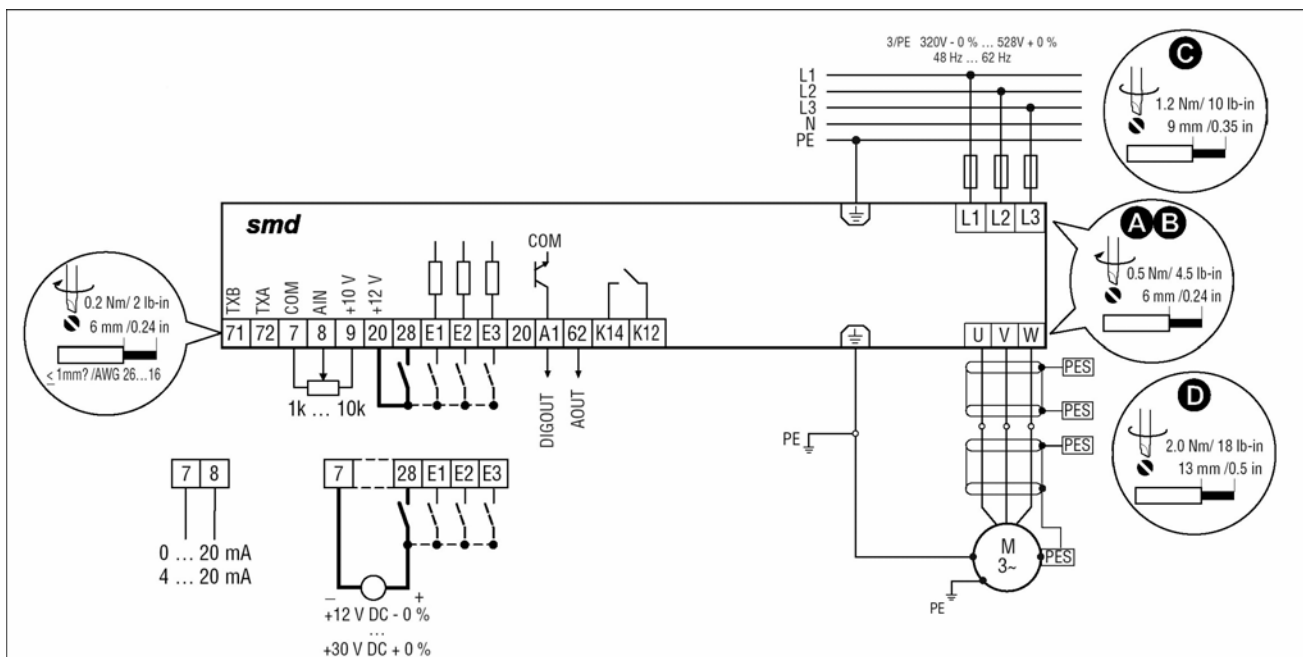 3/PE 320V - 0 % ... 528V + 0 %
48 Hz ... 62 Hz
L1
L2
L3
N
PE
C
1.2 Nm/ 10 lb-in
9 mm /0.35 in
smd
L1 L2 L3
A B
0.5 Nm/ 4.5 lb-in
6 mm /0.24 in
COM
0.2 Nm/ 2 lb-in
6 mm /0.24 in
< 1mm? /AWG 26...16
TXB TXA COM AIN +10 V +12 V
71 72 7 8 9 20 28 E1 E2 E3 20 A1 62 K14 K12
U V W
1k ... 10k
DIGOUT
AOUT
PES
PES
PES
PE
D
2.0 Nm/ 18 lb-in
13 mm /0.5 in
7 8
0 ... 20 mA
4 ... 20 mA
7 28 E1 E2 E3
– +
+12 V DC - 0 %
...
+30 V DC + 0 %
M
3~
PES
PE